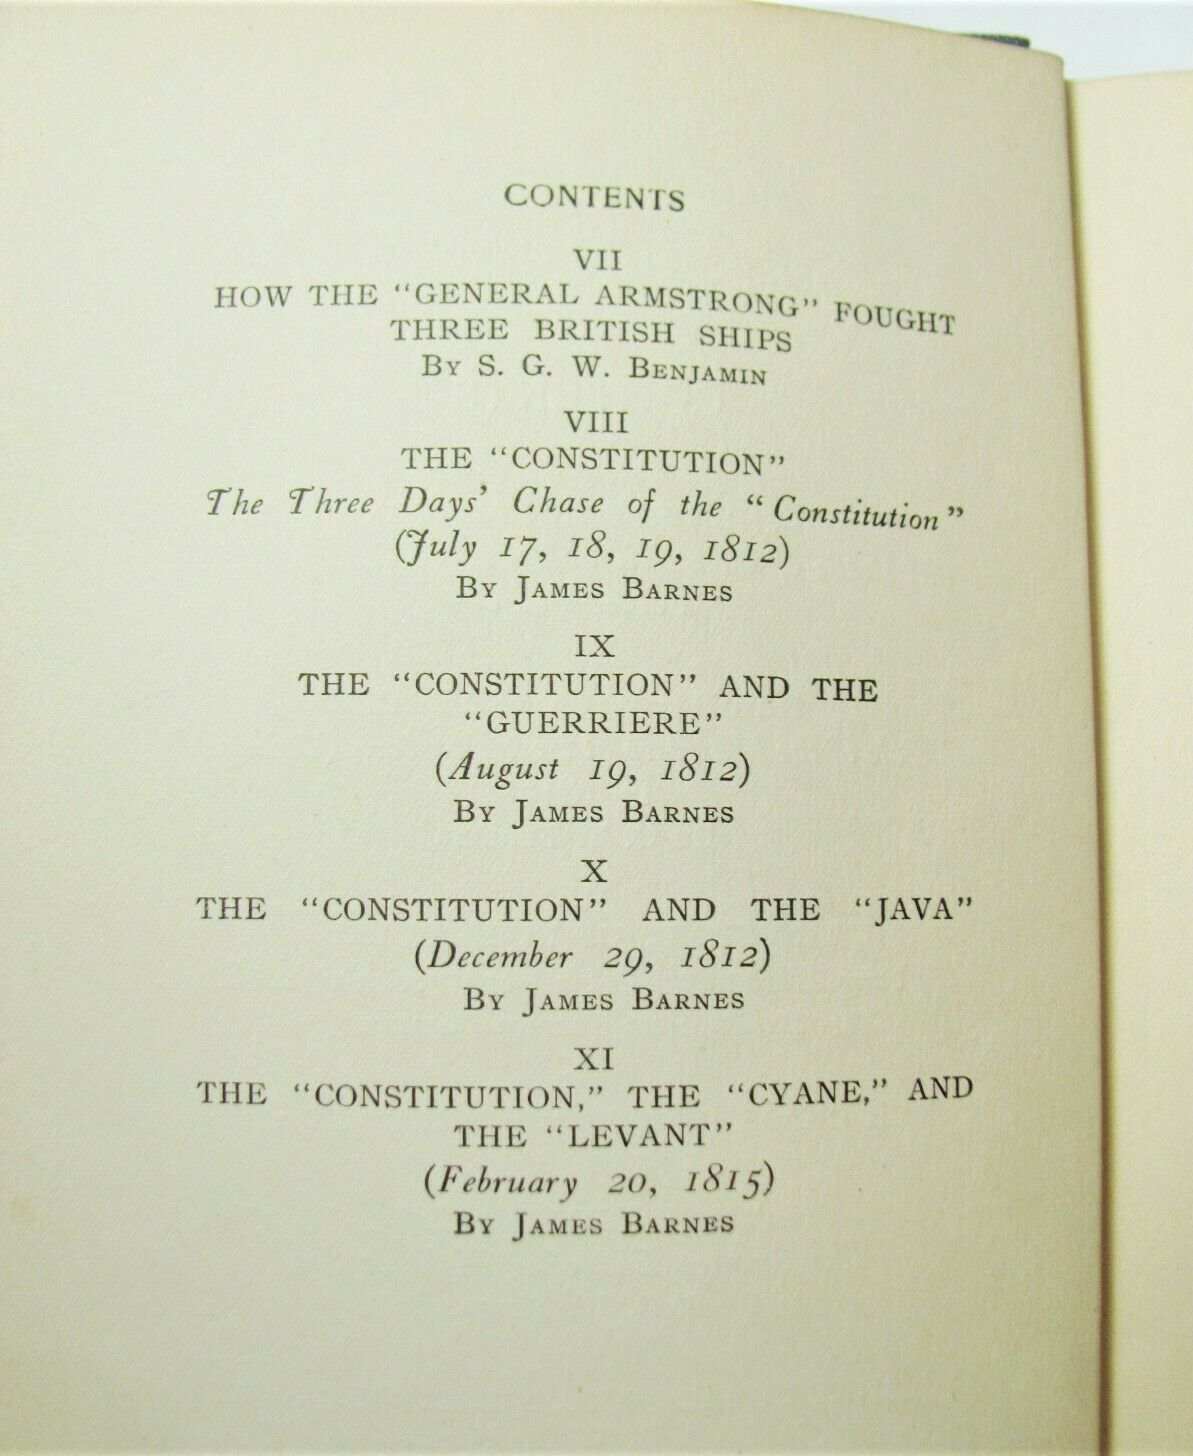 CONTENTS
VII
HOW THE “GENERAL ARMSTRONG” FOUGHT
THREE BRITISH SHIPS
By S. G. W. Benjamin
VIII
THE “CONSTITUTION”
The Three Days’ Chase of the “Constitution”
(July 17, 18, 19, 1812)
By James Barnes
IX
THE “CONSTITUTION” AND THE
“GUERRIERE”
(August 19, 1812)
By James Barnes
X
THE “CONSTITUTION” AND THE “JAVA”
(December 29, 1812)
By James Barnes
XI
THE “CONSTITUTION,” THE “CYANE,” AND
THE “LEVANT”
(February 20, 1815)
By James Barnes